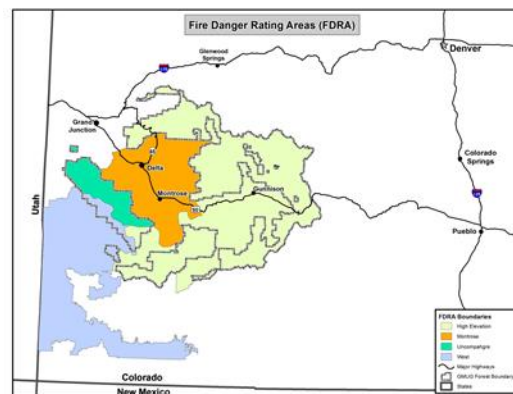 Fire Danger Rating Areas (FDRA)
Glenwood
Springs
Denver
Grand
Junction
Delta
Colorado
Springs
Montrose
Gunnison
Utah
Pueblo
FDRA Boundaries
High Elevation
Montrose
Uncompahgre
West
Major Highways
GMUG Forest Boundary
States
Colorado
New Mexico